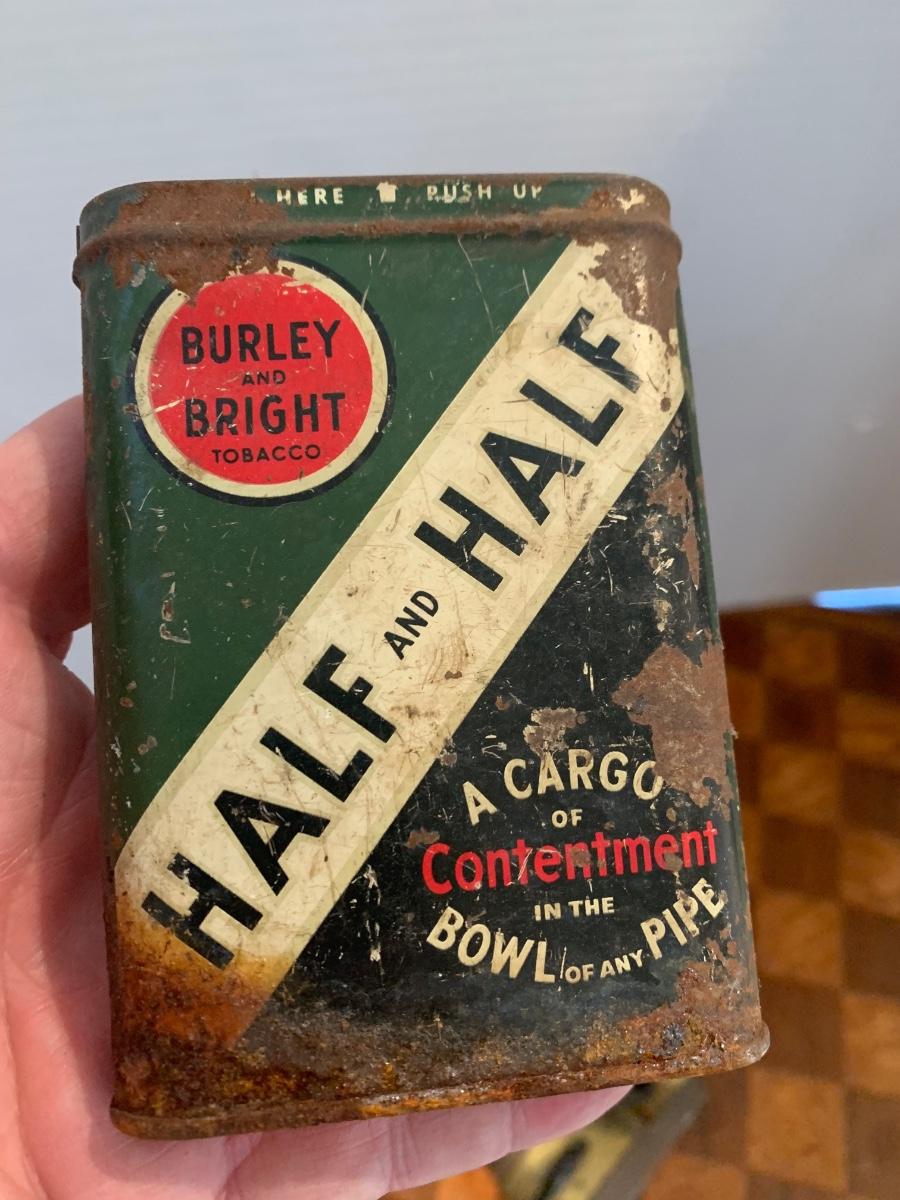 HERE PUSH UP
BURLEY
AND
BRIGHT
TOBACCO
HALF AND HALF
A CARGO
OF
Contentment
IN THE
BOWL OF ANY PIPE